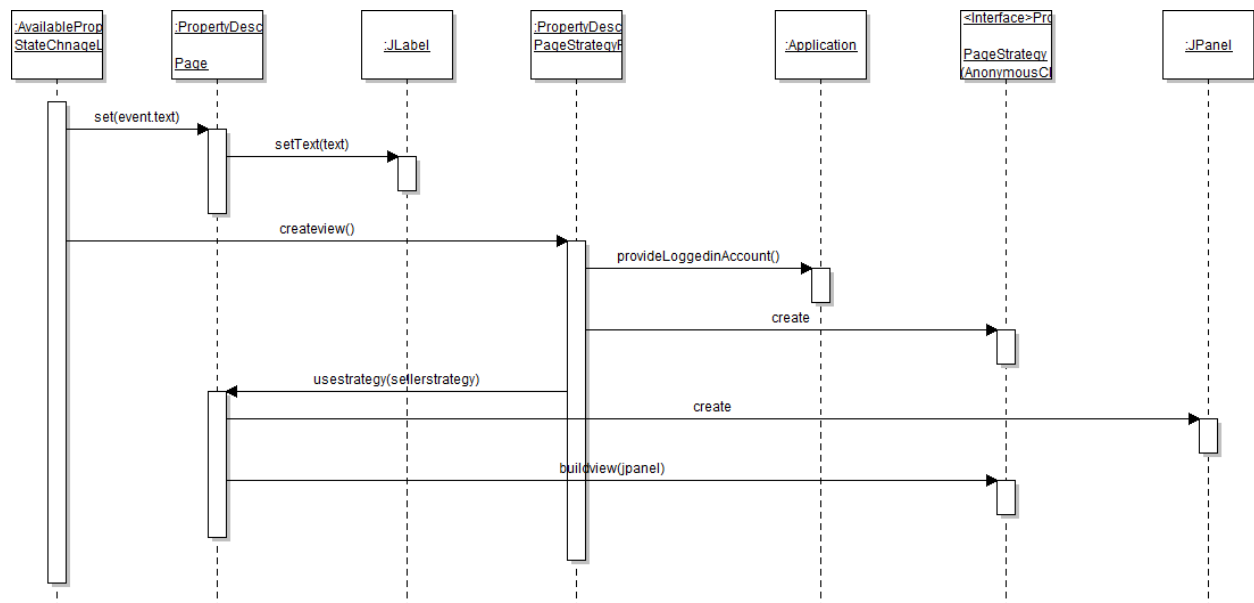 :AvailableProp
StateChnageL
:PropertyDesc
Page
:JLabel
:PropertyDesc
PageStrategyF
:Application
<Interface>Pro
PageStrategy
(AnonymousCl
:JPanel
set(event.text)
setText(text)
createview()
provideLoggedinAccount()
create
usestrategy(sellerstrategy)
create
buildview(jpanel)